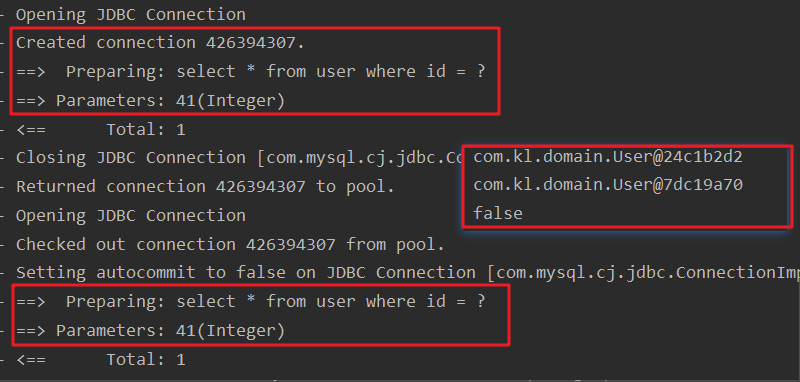 - Opening JDBC Connection
- Created connection 426394307.
- ==>  Preparing: select * from user where id = ?
- ==> Parameters: 41(Integer)
- <==      Total: 1
- Closing JDBC Connection [com.mysql.cj.jdbc.Co
- Returned connection 426394307 to pool.
- Opening JDBC Connection
- Checked out connection 426394307 from pool.
- Setting autocommit to false on JDBC Connection [com.mysql.cj.jdbc.ConnectionImp
- ==>  Preparing: select * from user where id = ?
- ==> Parameters: 41(Integer)
- <==      Total: 1
com.kl.domain.User@24c1b2d2
com.kl.domain.User@7dc19a70
false